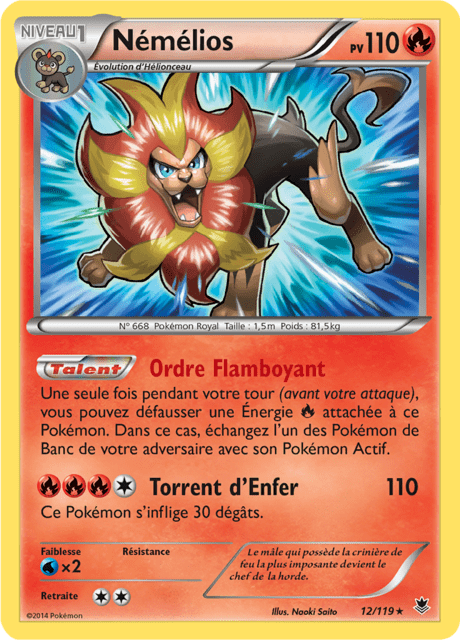 NIVEAU 1
Némélios
PV 110
Évolution d'Hélionceau
N° 668 Pokémon Royal Taille : 1,5m Poids : 81,5kg
Talent Ordre Flamboyant
Une seule fois pendant votre tour (avant votre attaque),
vous pouvez défausser une Énergie attachée à ce
Pokémon. Dans ce cas, échangez l'un des Pokémon de
Banc de votre adversaire avec son Pokémon Actif.
Torrent d'Enfer 110
Ce Pokémon s'inflige 30 dégâts.
Faiblesse Résistance
×2
Retraite
Le mâle qui possède la crinière de
feu la plus imposante devient le
chef de la horde.
©2014 Pokémon Illus. Naoki Saito 12/119 ★